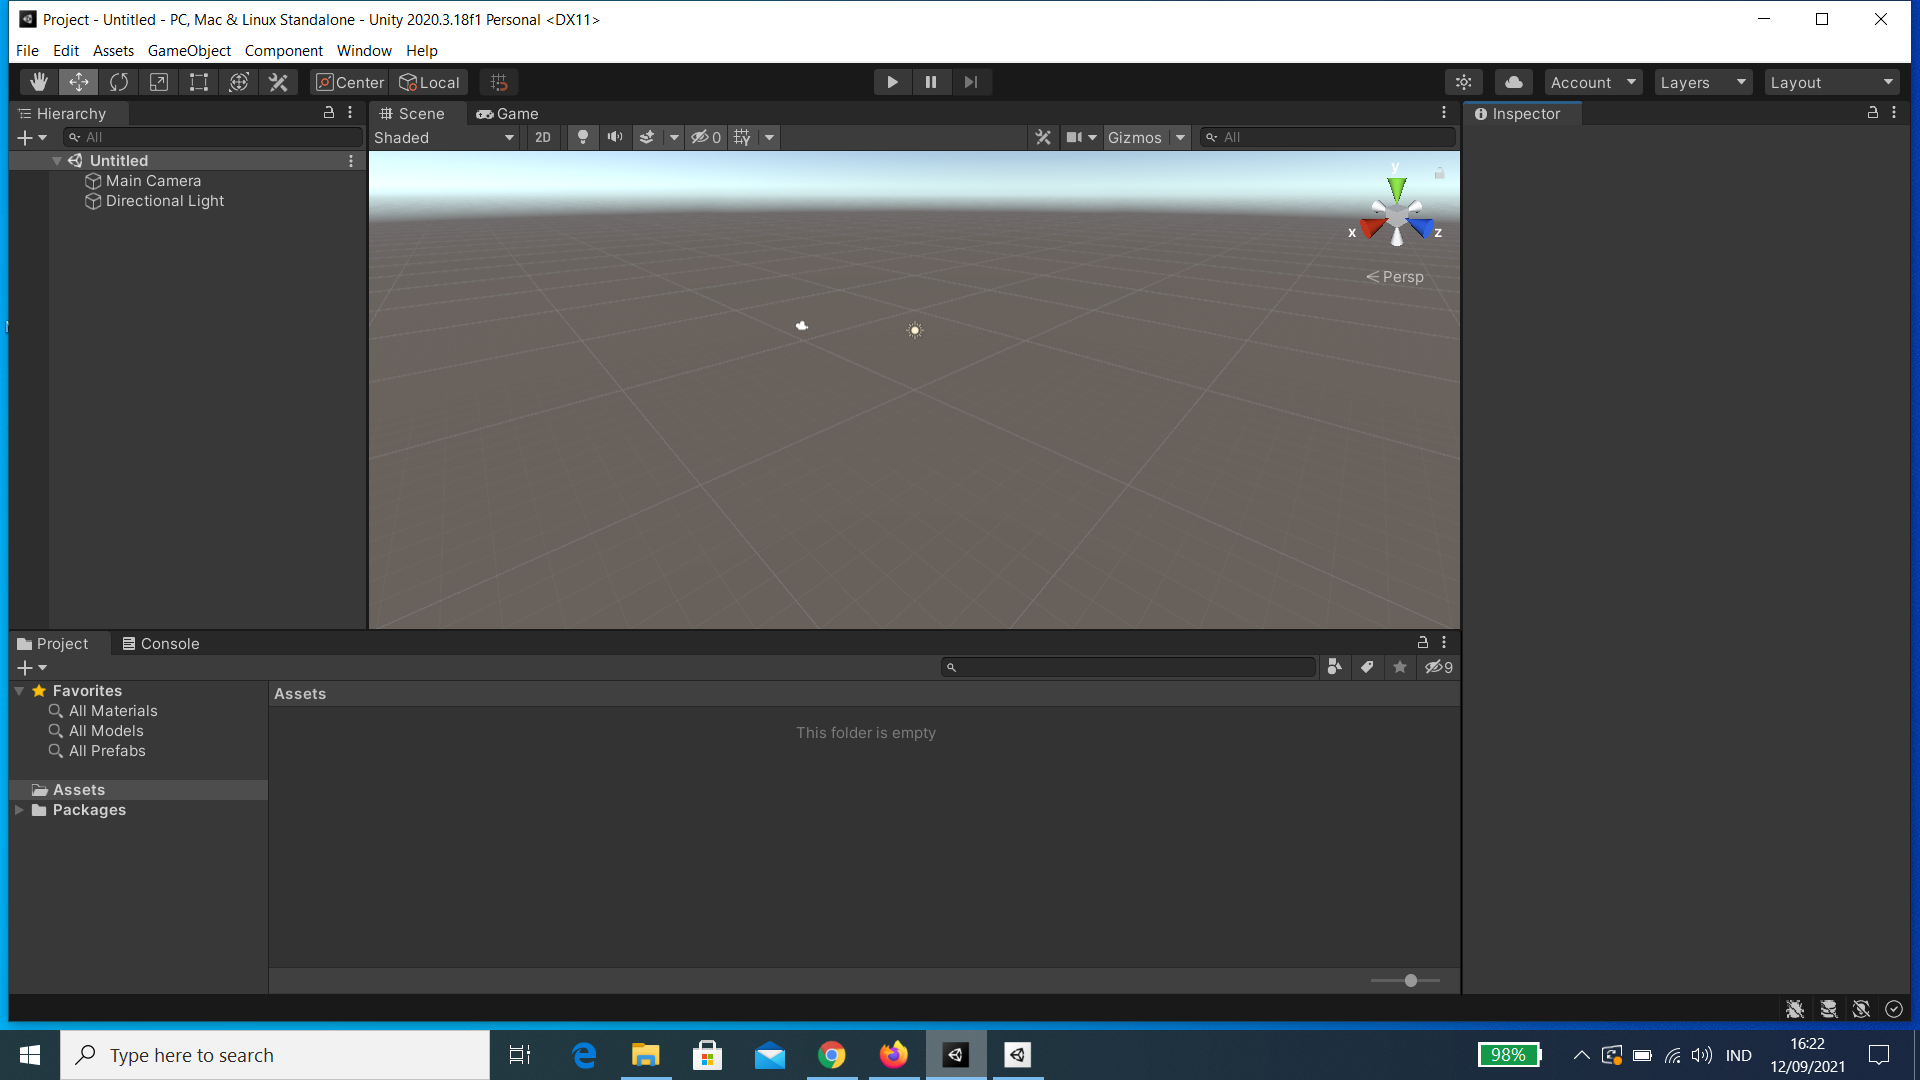 Project - Untitled - PC, Mac & Linux Standalone - Unity 2020.3.18f1 Personal <DX11>
File Edit Assets GameObject Component Window Help
Center Local Account Layers Layout
Hierarchy Scene Game Inspector
All Shaded 2D 0 Gizmos All
Untitled
Main Camera
Directional Light
y
x z
Persp
Project Console
9
Favorites Assets
All Materials
This folder is empty
All Models
All Prefabs
Assets
Packages
Type here to search
98% IND 16:22
12/09/2021